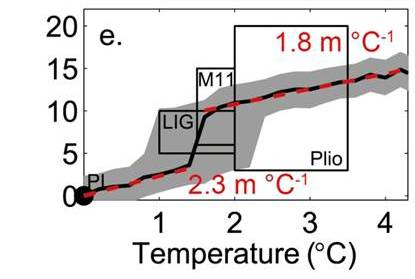 e.
20
1.8 m °C-1
15
M11
10
LIG
5
Plio
PI
2.3 m °C-1
0
1 2 3 4
Temperature (°C)